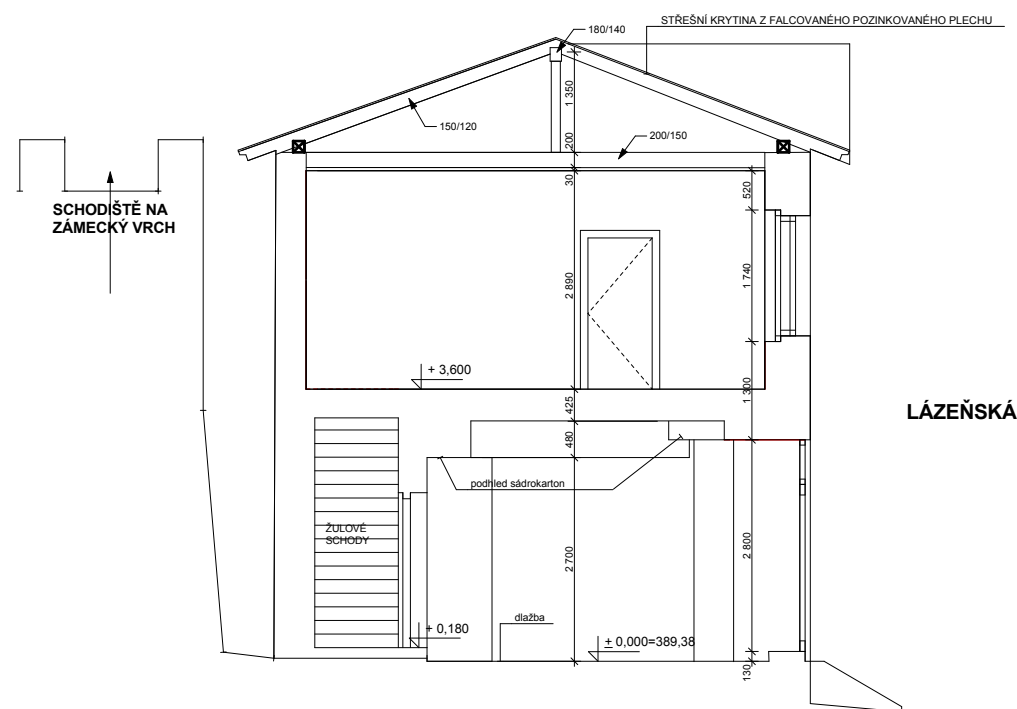 STŘEŠNÍ KRYTINA Z FALCOVANÉHO POZINKOVANÉHO PLECHU
180/140
1 350
150/120
200
200/150
30
520
SCHODIŠTĚ NA
ZÁMECKÝ VRCH
2 890
1 740
+ 3,600
1 300
425
LÁZEŇSKÁ
480
podhled sádrokarton
ŽULOVÉ
SCHODY
2 700
2 800
dlažba
+ 0,180
± 0,000=389,38
130